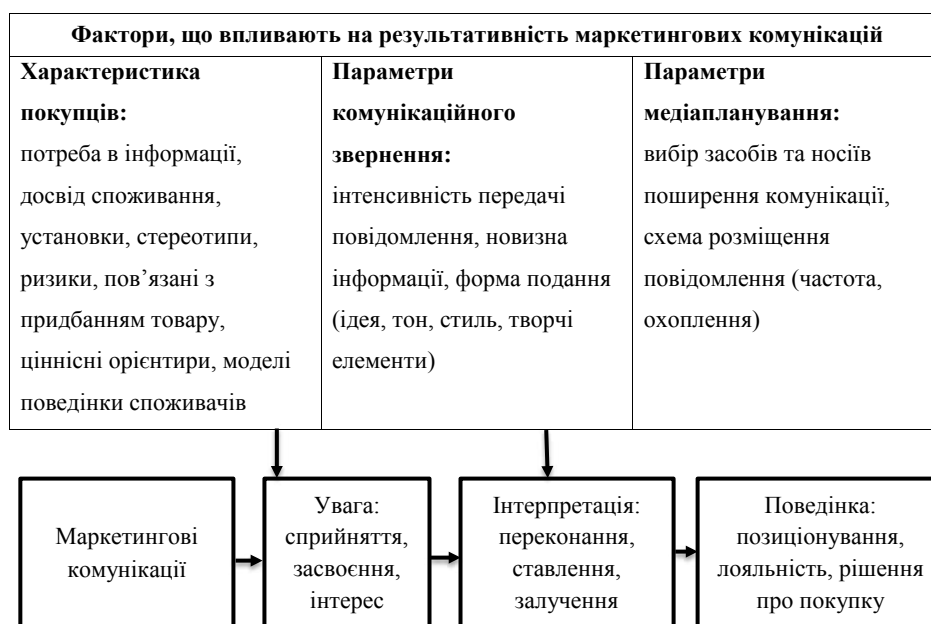 Фактори, що впливають на результативність маркетингових комунікацій
Характеристика
покупців:
потреба в інформації,
досвід споживання,
установки, стереотипи,
ризики, пов’язані з
придбанням товару,
ціннісні орієнтири, моделі
поведінки споживачів
Параметри
комунікаційного
звернення:
інтенсивність передачі
повідомлення, новизна
інформації, форма подання
(ідея, тон, стиль, творчі
елементи)
Параметри
медіапланування:
вибір засобів та носіїв
поширення комунікації,
схема розміщення
повідомлення (частота,
охоплення)
Маркетингові
комунікації
Увага:
сприйняття,
засвоєння,
інтерес
Інтерпретація:
переконання,
ставлення,
залучення
Поведінка:
позиціонування,
лояльність, рішення
про покупку